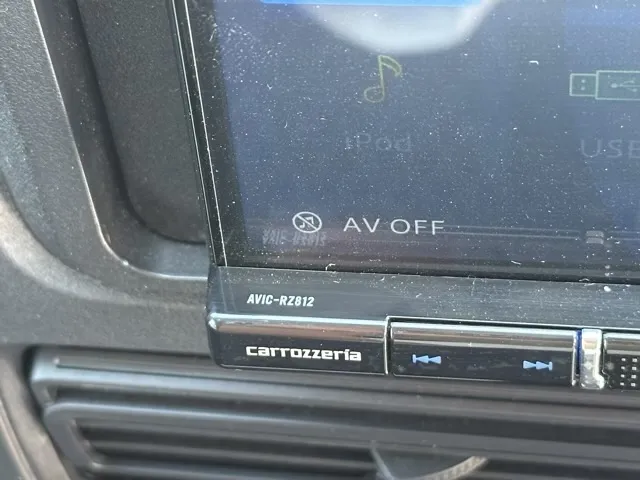 iPod
USB
AV OFF
AVIC-RZ812
carrozzeria